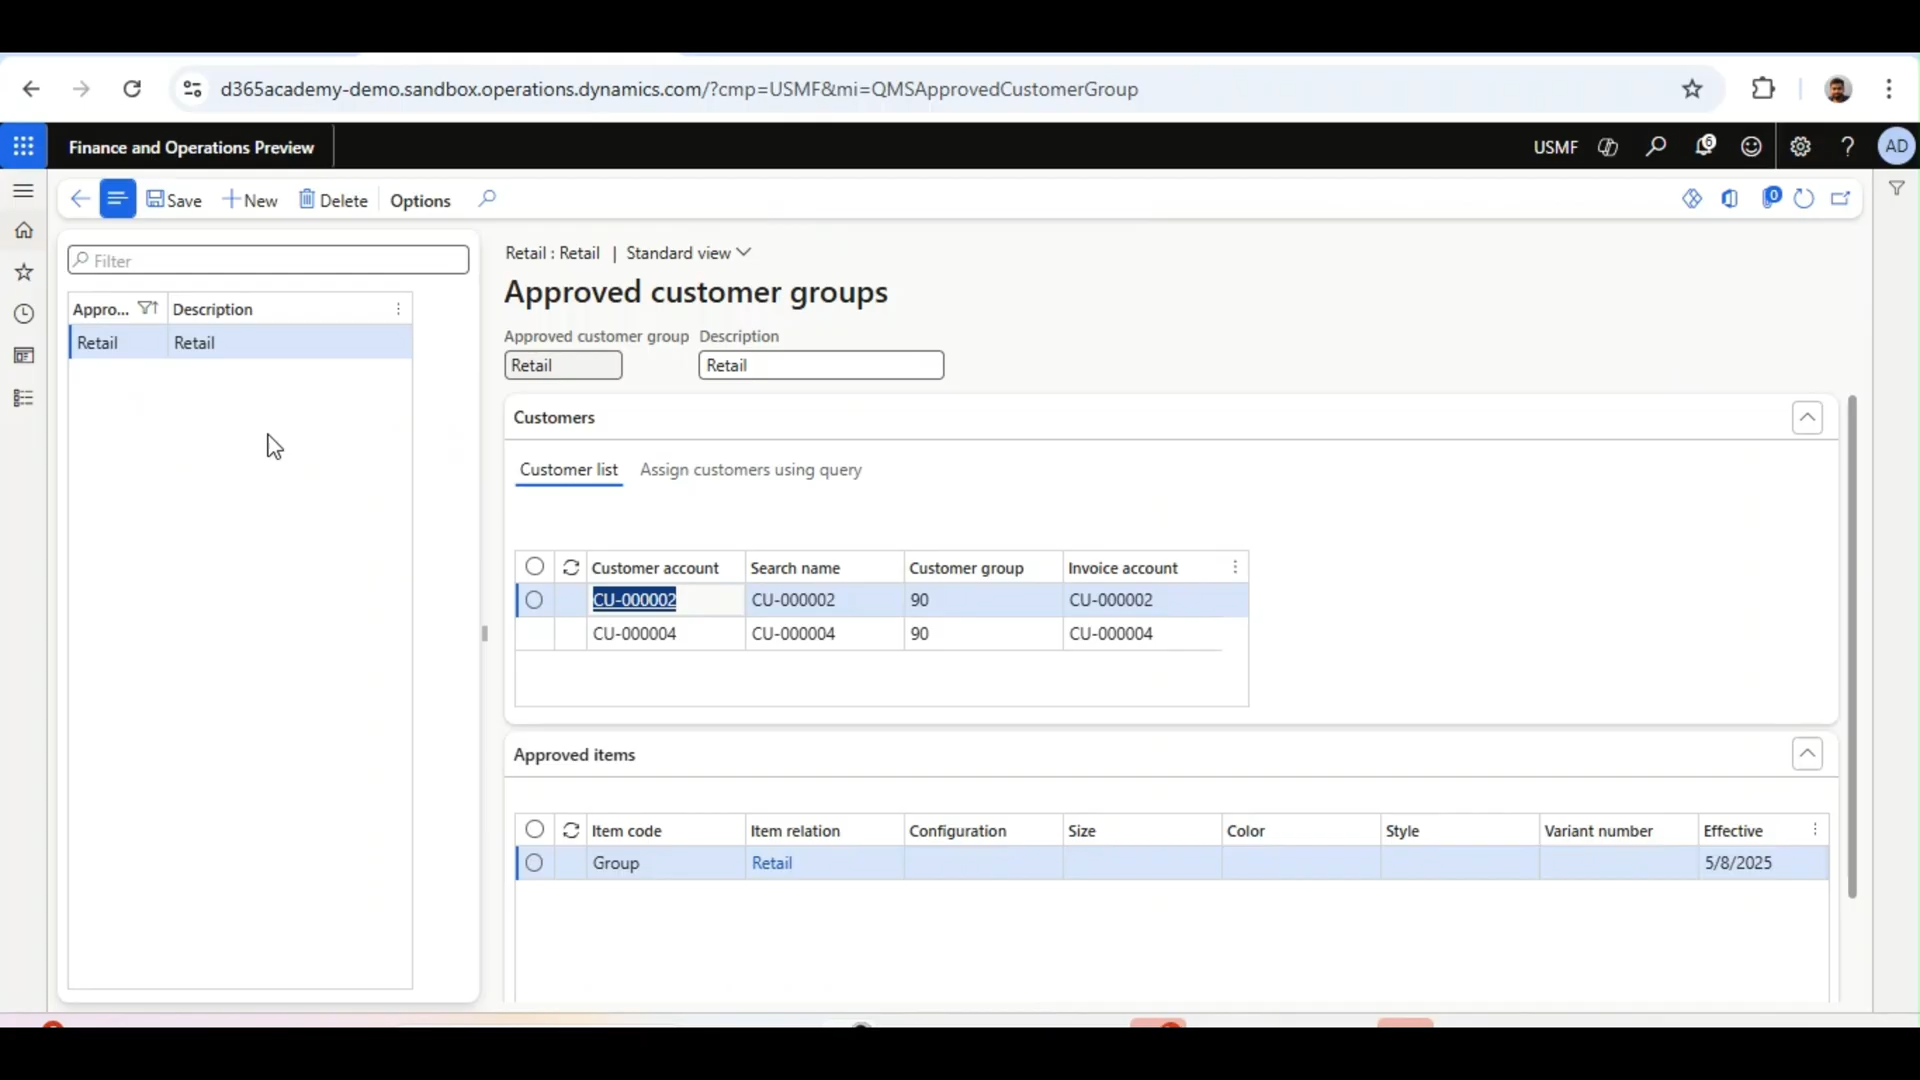 d365academy-demo.sandbox.operations.dynamics.com/?cmp=USMF&mi=QMSApprovedCustomerGroup
Finance and Operations Preview
USMF
6
AD
Save
New
Delete
Options
0
Filter
Appro...
Description
Retail
Retail
Retail : Retail | Standard view
Approved customer groups
Approved customer group
Description
Retail
Retail
Customers
Customer list
Assign customers using query
Customer account
Search name
Customer group
Invoice account
CU-000002
CU-000002
90
CU-000002
CU-000004
CU-000004
90
CU-000004
Approved items
Item code
Item relation
Configuration
Size
Color
Style
Variant number
Effective
Group
Retail
5/8/2025